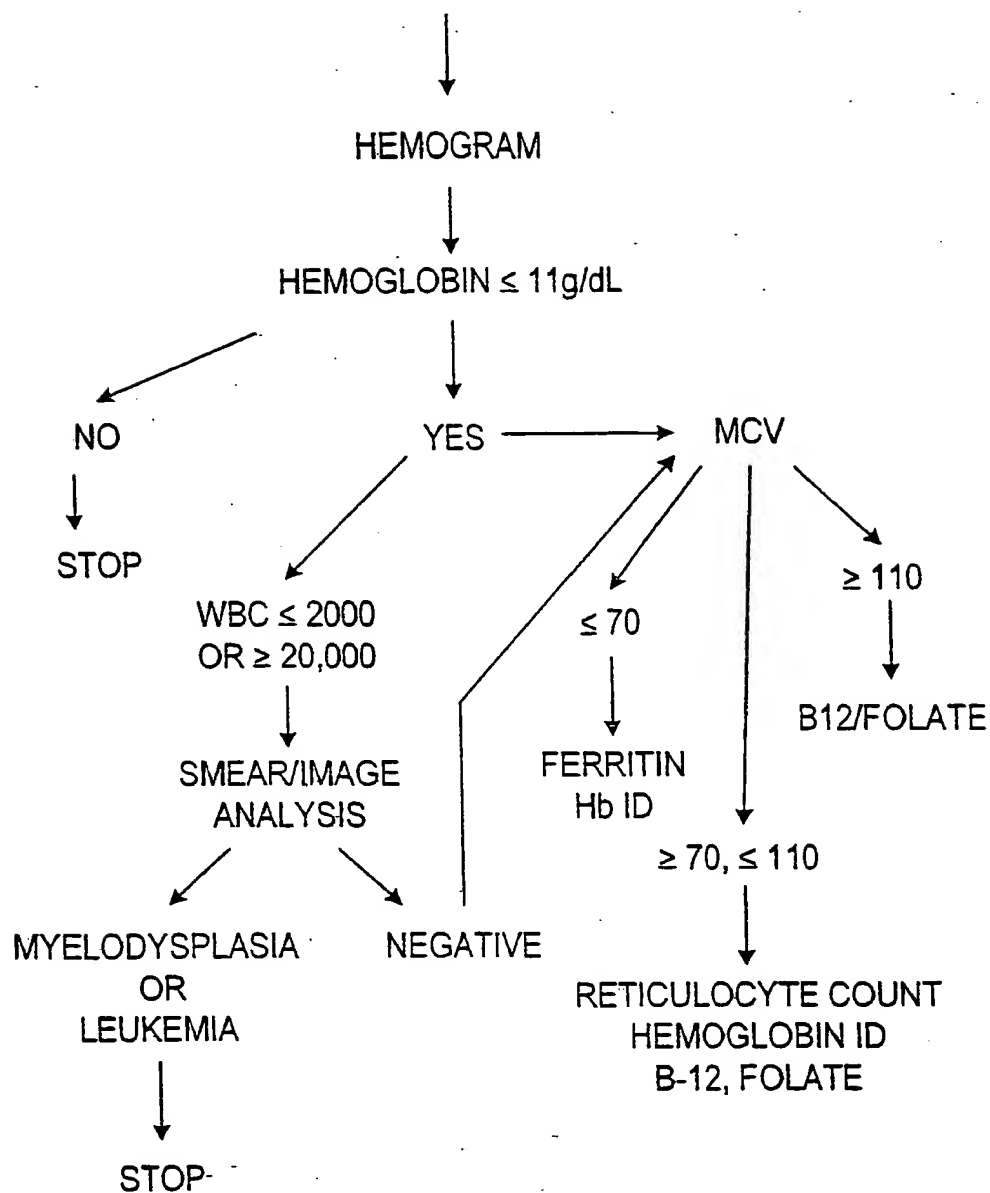 HEMOGRAM
HEMOGLOBIN ≤ 11g/dL
NO
YES
MCV
STOP
WBC ≤ 2000
OR ≥ 20,000
≤ 70
≥ 110
B12/FOLATE
SMEAR/IMAGE
ANALYSIS
FERRITIN
Hb ID
≥ 70, ≤ 110
MYELODYSPLASIA
OR
LEUKEMIA
NEGATIVE
RETICULOCYTE COUNT
HEMOGLOBIN ID
B-12, FOLATE
STOP